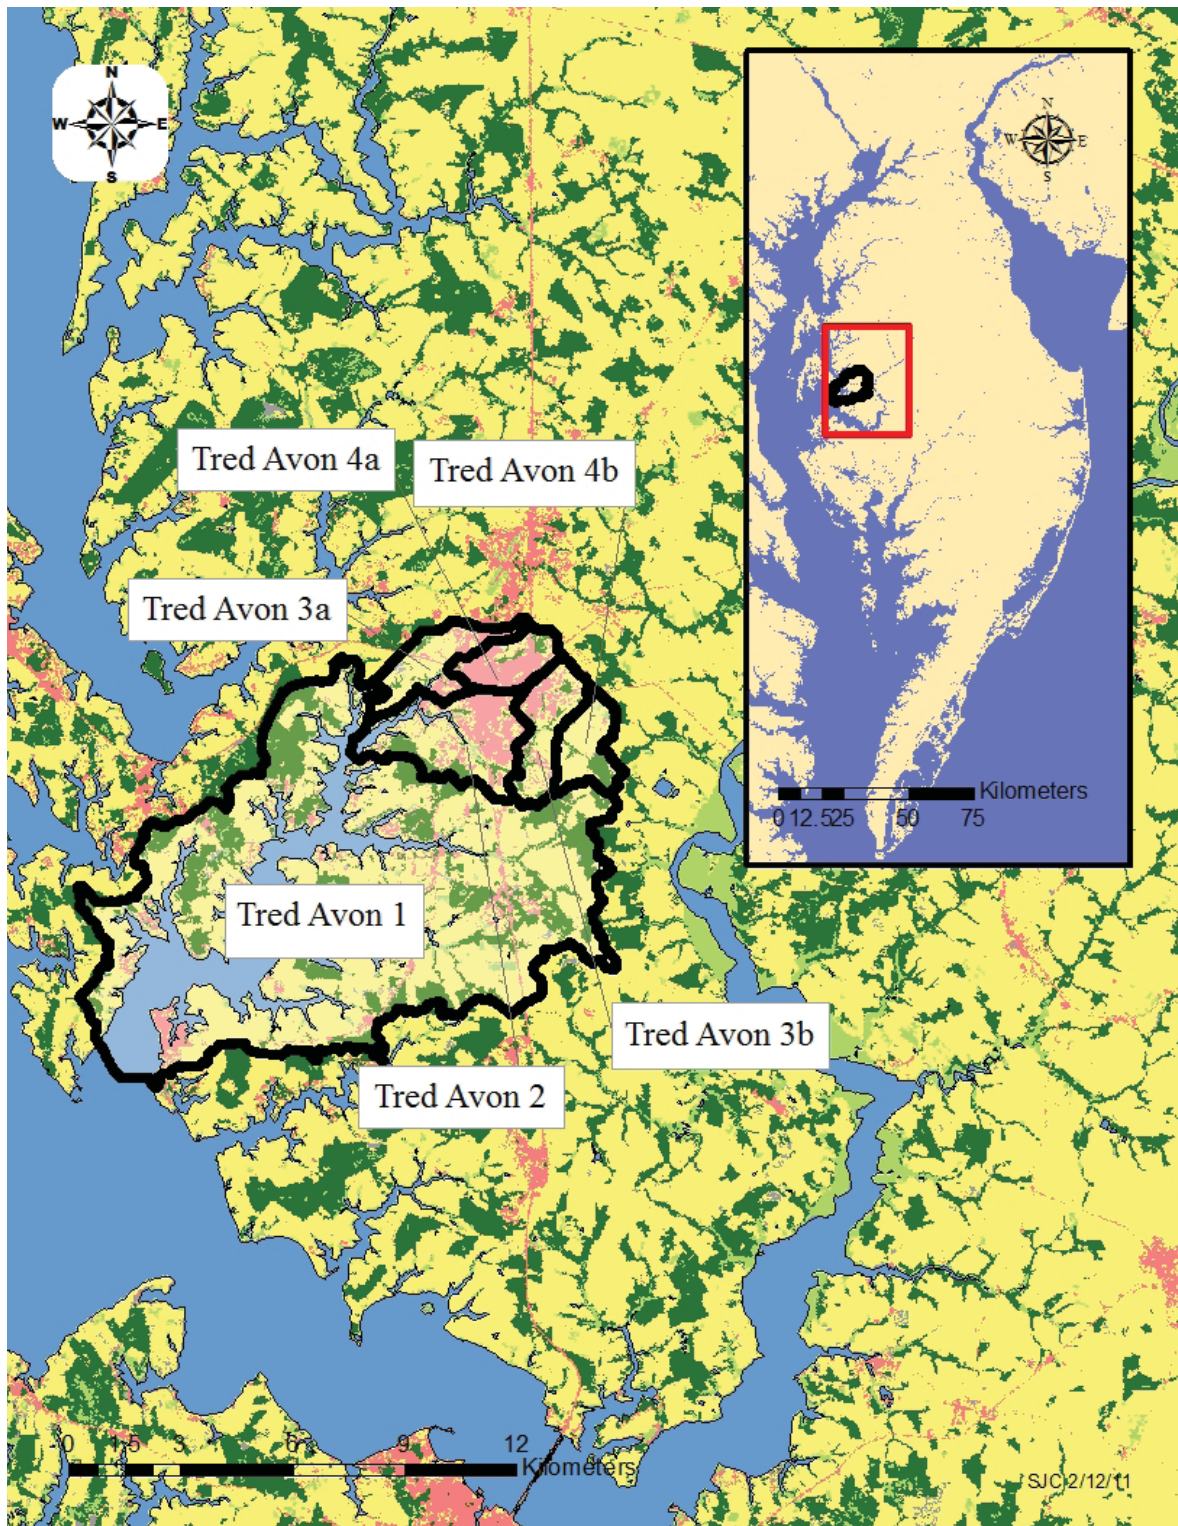 N
W E
S
N
W E
S
Tred Avon 4a
Tred Avon 4b
Tred Avon 3a
Kilometers
0 12.525 50 75
Tred Avon 1
Tred Avon 3b
Tred Avon 2
0 1.5 3 6 9 12
Kilometers
SJC 2/12/11